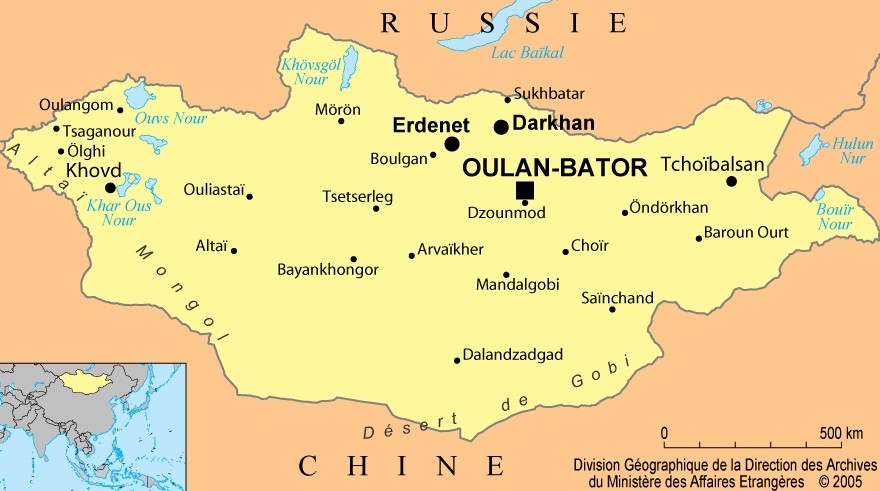 RUSSIE
Lac Baïkal
Khövsgöl
Nour
Sukhbatar
Oulangom
Ouvs Nour
Mörön
Erdenet
Darkhan
Tsaganour
Hulun
Nur
Ölghi
Boulgan
OULAN-BATOR
Tchoïbalsan
Khovd
Altaï
Mongol
Ouliastaï
Tsetserleg
Khar Ous
Nour
Dzounmod
Öndörkhan
Bouïr
Nour
Baroun Ourt
Altaï
Arvaïkher
Choïr
Bayankhongor
Mandalgobi
Saïnchand
Dalandzadgad
Désert de Gobi
0 500 km
CHINE
Division Géographique de la Direction des Archives
du Ministère des Affaires Etrangères © 2005